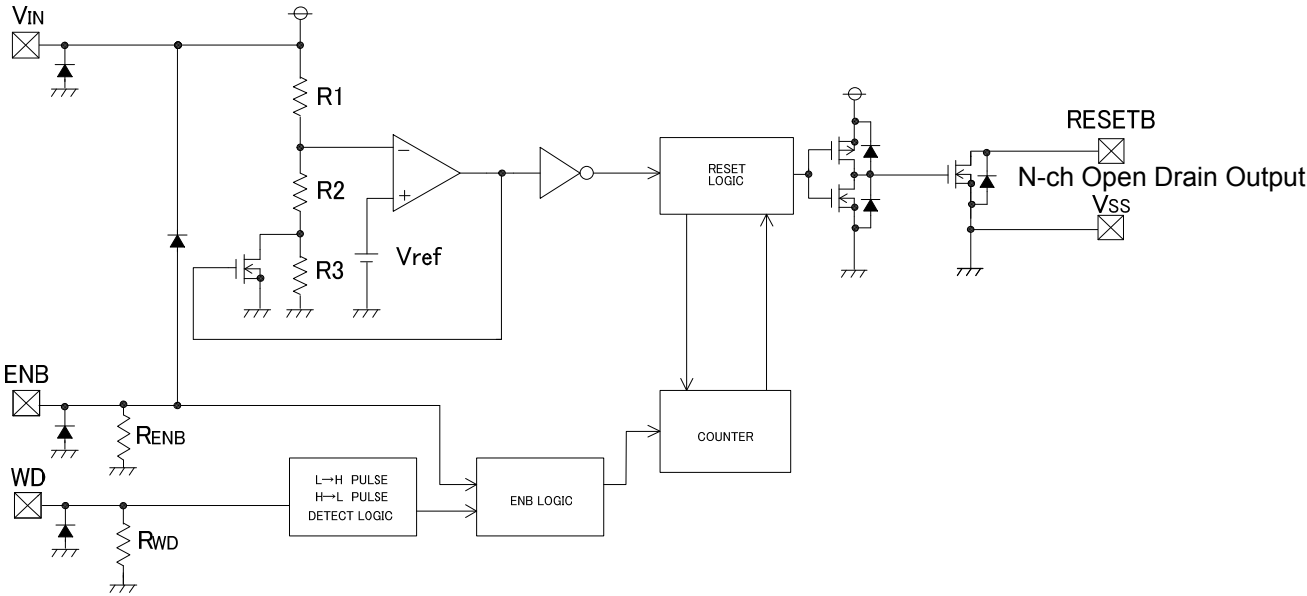 VIN
R1
R2
R3
Vref
−
+
RESET
LOGIC
RESETB
N-ch Open Drain Output
VSS
ENB
RENB
COUNTER
WD
RWD
L→H PULSE
H→L PULSE
DETECT LOGIC
ENB LOGIC